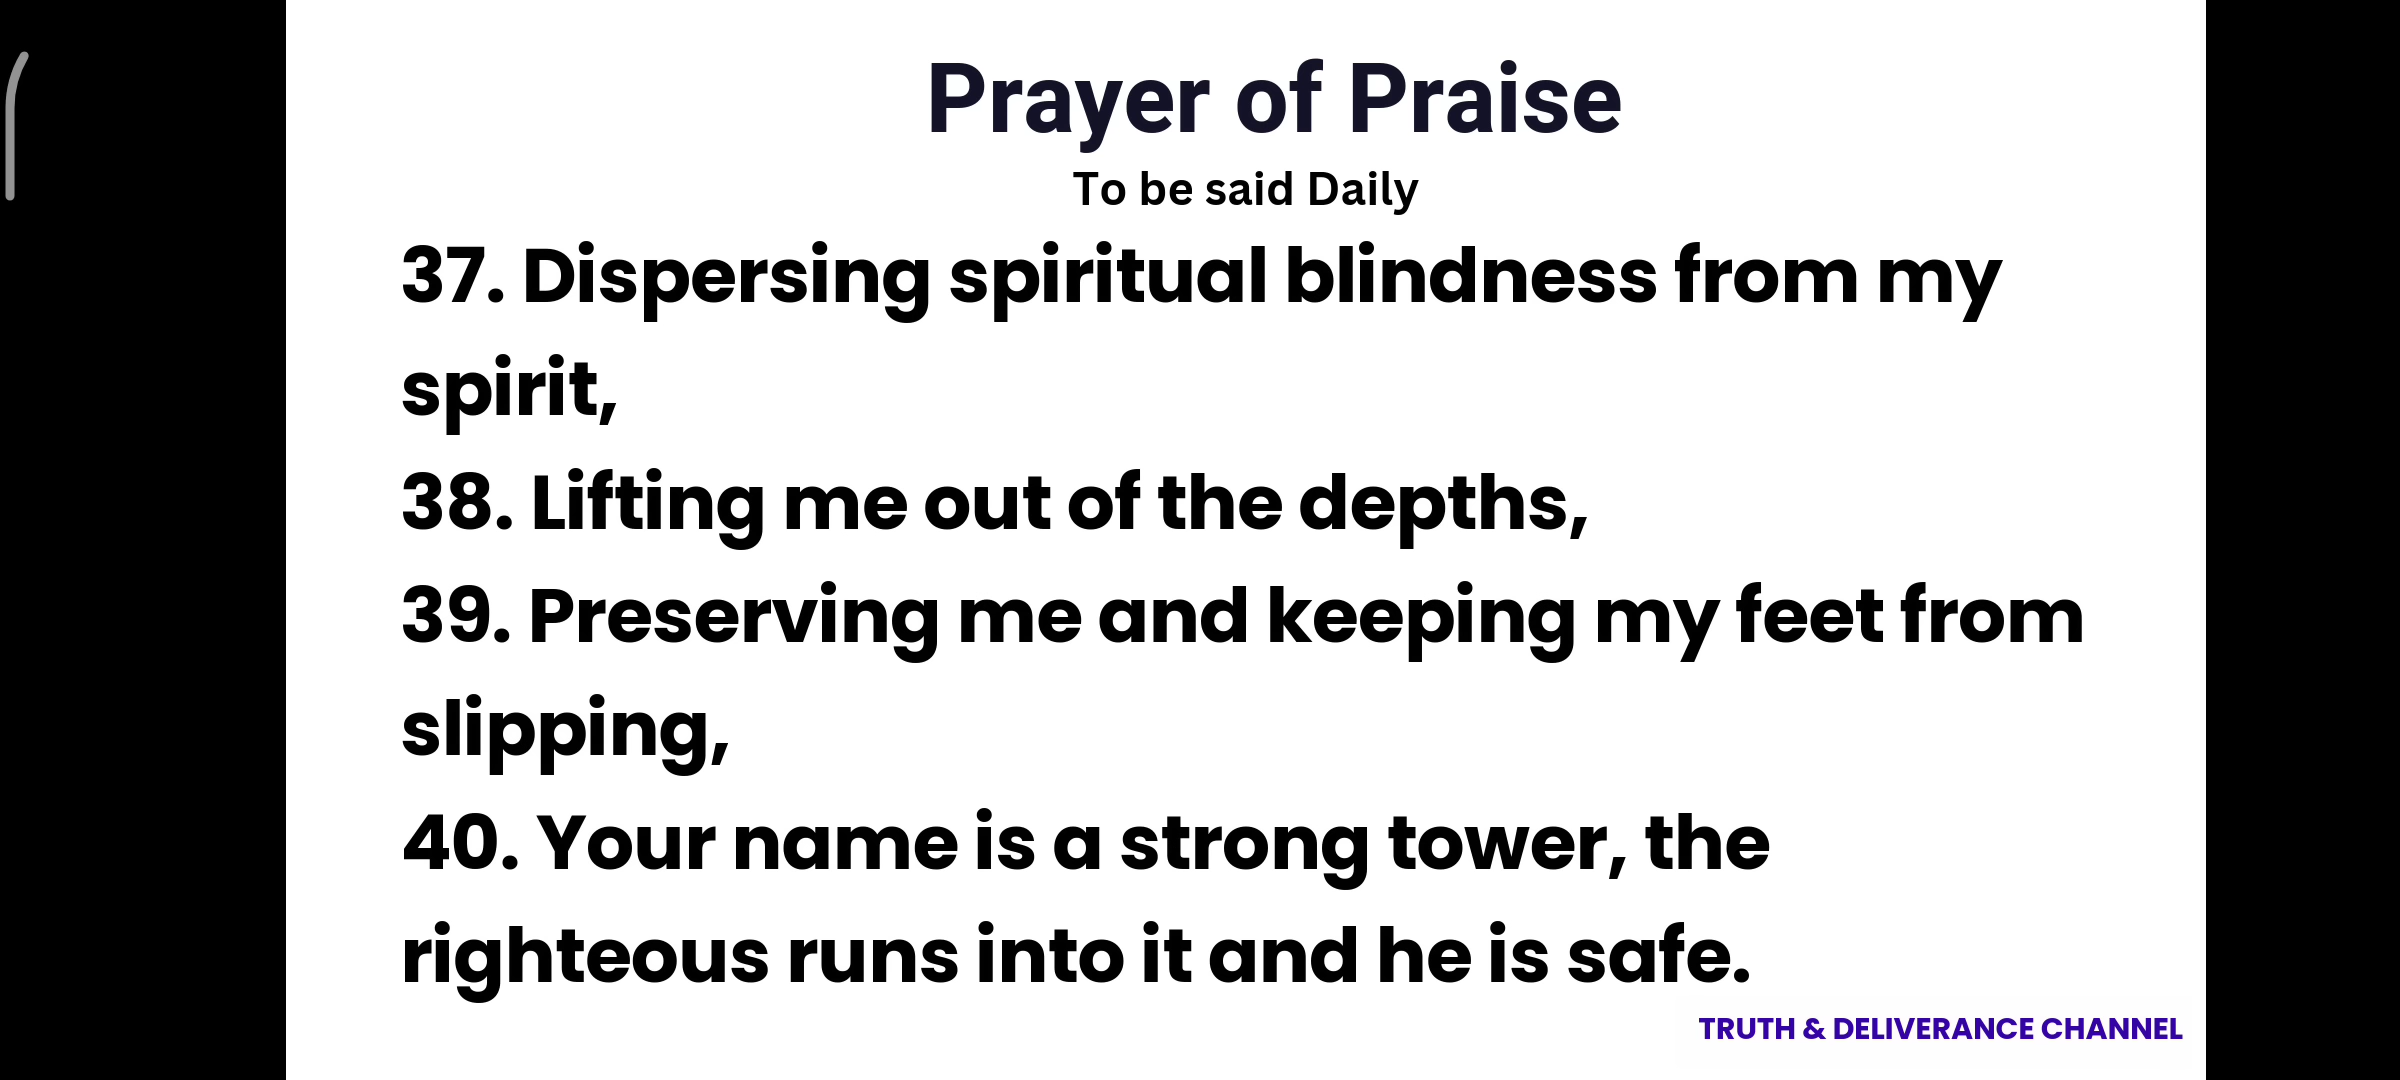 Prayer of Praise
To be said Daily
37. Dispersing spiritual blindness from my
spirit,
38. Lifting me out of the depths,
39. Preserving me and keeping my feet from
slipping,
40. Your name is a strong tower, the
righteous runs into it and he is safe.
TRUTH & DELIVERANCE CHANNEL